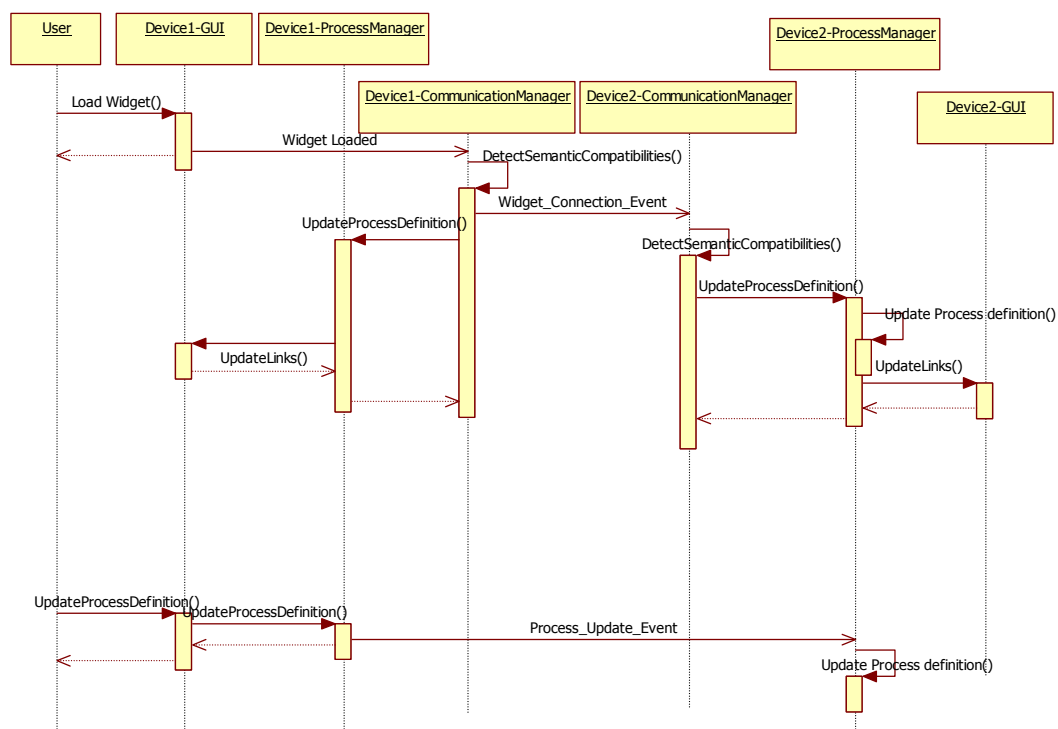 User
Device1-GUI
Device1-ProcessManager
Device2-ProcessManager
Device1-CommunicationManager
Device2-CommunicationManager
Device2-GUI
Load Widget()
Widget Loaded
DetectSemanticCompatibilities()
Widget_Connection_Event
UpdateProcessDefinition()
DetectSemanticCompatibilities()
UpdateProcessDefinition()
Update Process definition()
UpdateLinks()
UpdateLinks()
UpdateProcessDefinition()
UpdateProcessDefinition()
Process_Update_Event
Update Process definition()